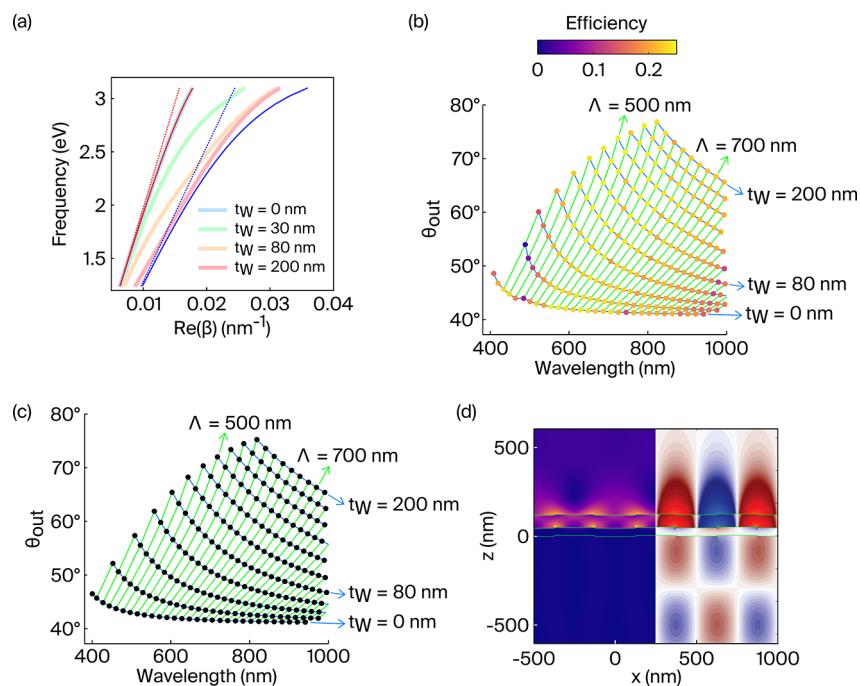 (a)
3
2.5
2
1.5
Frequency (eV)
tW = 0 nm
tW = 30 nm
tW = 80 nm
tW = 200 nm
0.01 0.02 0.03 0.04
Re(β) (nm⁻¹)
(b)
Efficiency
0 0.1 0.2
80°
70°
60°
50°
40°
θout
Λ = 500 nm
Λ = 700 nm
tW = 200 nm
tW = 80 nm
tW = 0 nm
400 600 800 1000
Wavelength (nm)
(c)
80°
70°
60°
50°
40°
θout
Λ = 500 nm
Λ = 700 nm
tW = 200 nm
tW = 80 nm
tW = 0 nm
400 600 800 1000
Wavelength (nm)
(d)
500
0
-500
z (nm)
-500 0 500 1000
x (nm)